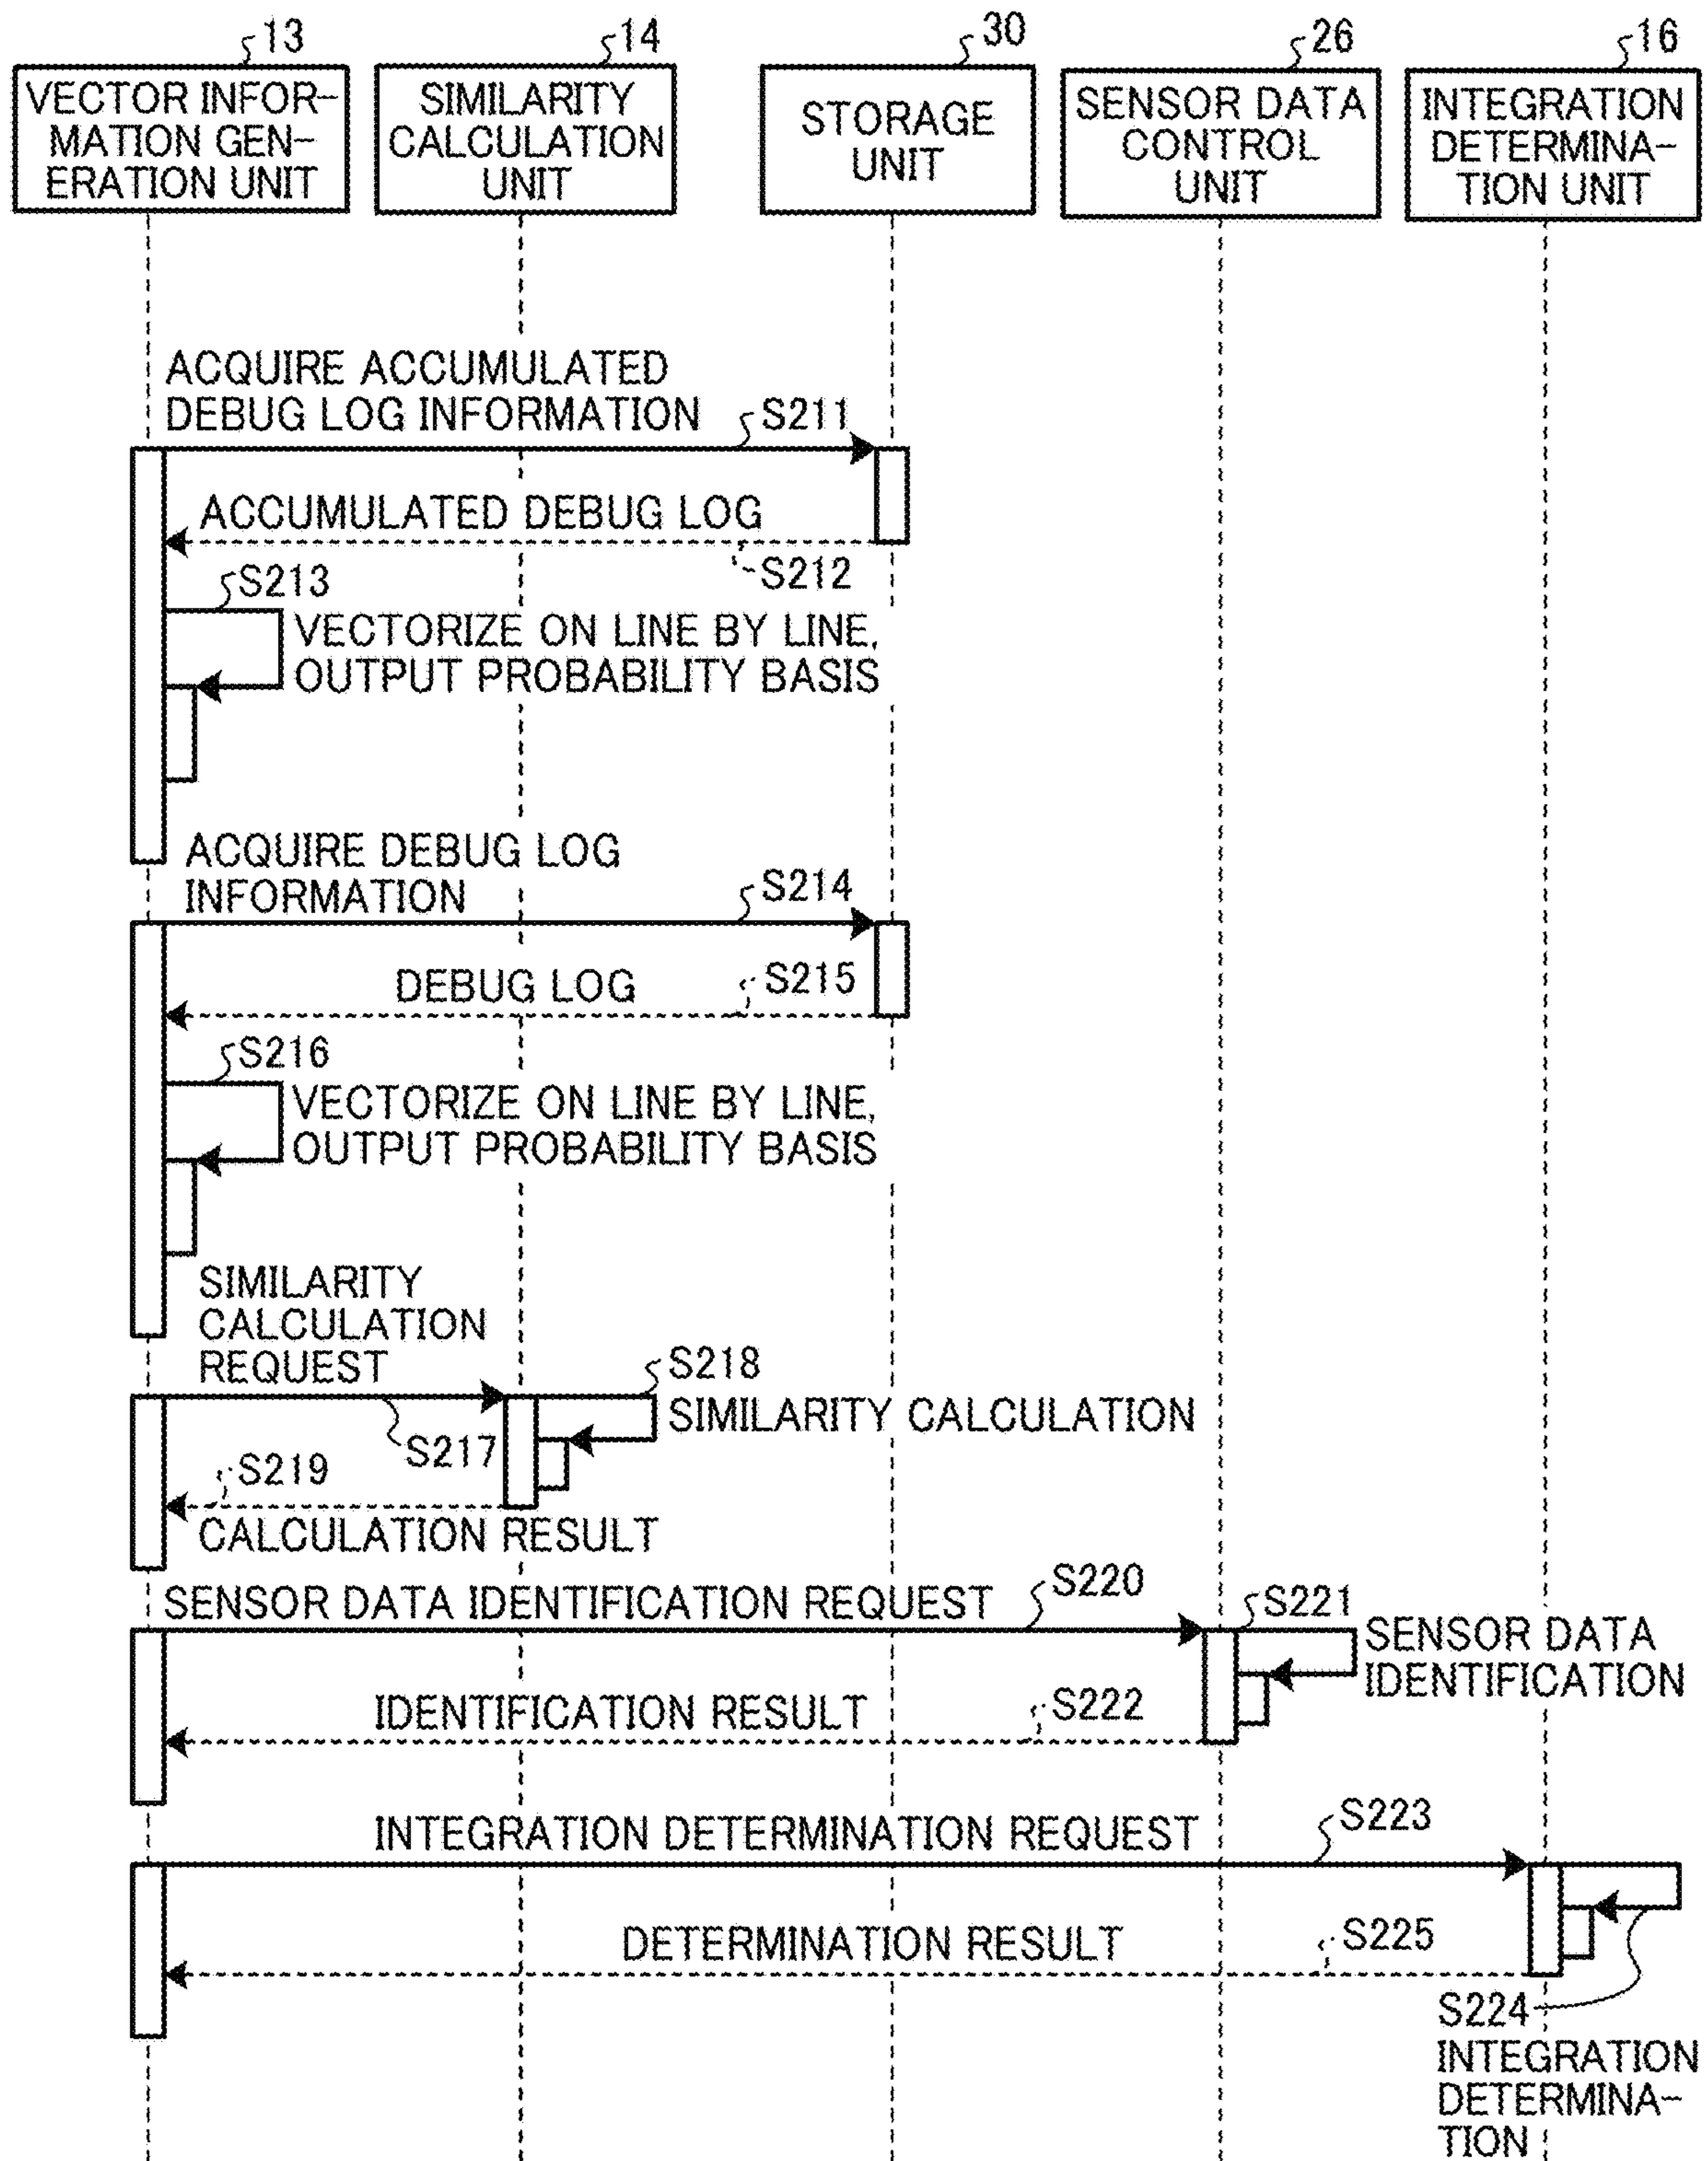 13
14
30
26
16
VECTOR INFOR-
MATION GEN-
ERATION UNIT
SIMILARITY
CALCULATION
UNIT
STORAGE
UNIT
SENSOR DATA
CONTROL
UNIT
INTEGRATION
DETERMINA-
TION UNIT
ACQUIRE ACCUMULATED
DEBUG LOG INFORMATION
S211
ACCUMULATED DEBUG LOG
S212
S213
VECTORIZE ON LINE BY LINE,
OUTPUT PROBABILITY BASIS
ACQUIRE DEBUG LOG
INFORMATION
S214
DEBUG LOG
S215
S216
VECTORIZE ON LINE BY LINE,
OUTPUT PROBABILITY BASIS
SIMILARITY
CALCULATION
REQUEST
S217
S218
SIMILARITY CALCULATION
S219
CALCULATION RESULT
SENSOR DATA IDENTIFICATION REQUEST
S220
S221
SENSOR DATA
IDENTIFICATION
IDENTIFICATION RESULT
S222
INTEGRATION DETERMINATION REQUEST
S223
DETERMINATION RESULT
S225
S224
INTEGRATION
DETERMINA-
TION